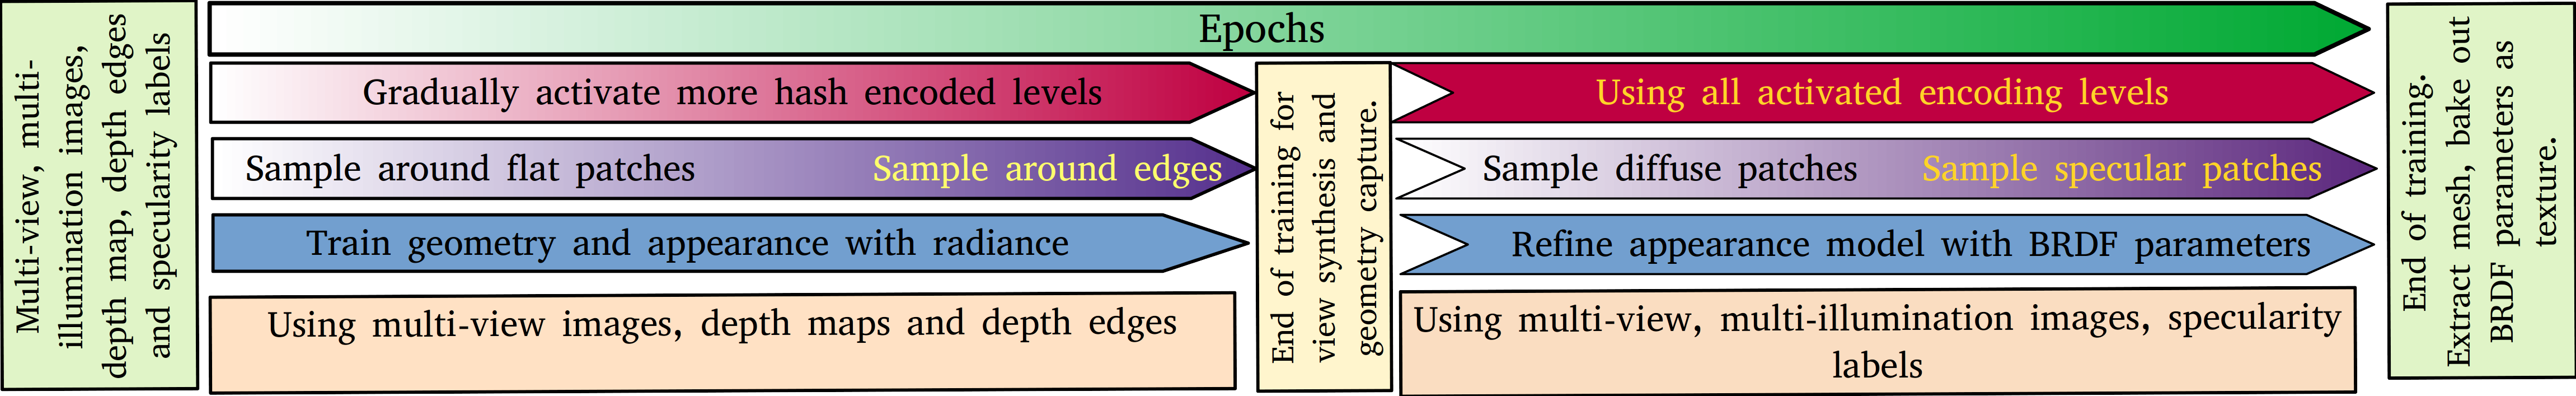 Multi-view, multi-
illumination images,
depth map, depth edges
and specularity labels
Epochs
Gradually activate more hash encoded levels
Sample around flat patches
Sample around edges
Train geometry and appearance with radiance
Using multi-view images, depth maps and depth edges
End of training for
view synthesis and
geometry capture.
Using all activated encoding levels
Sample diffuse patches
Sample specular patches
Refine appearance model with BRDF parameters
Using multi-view, multi-illumination images, specularity
labels
End of training.
Extract mesh, bake out
BRDF parameters as
texture.